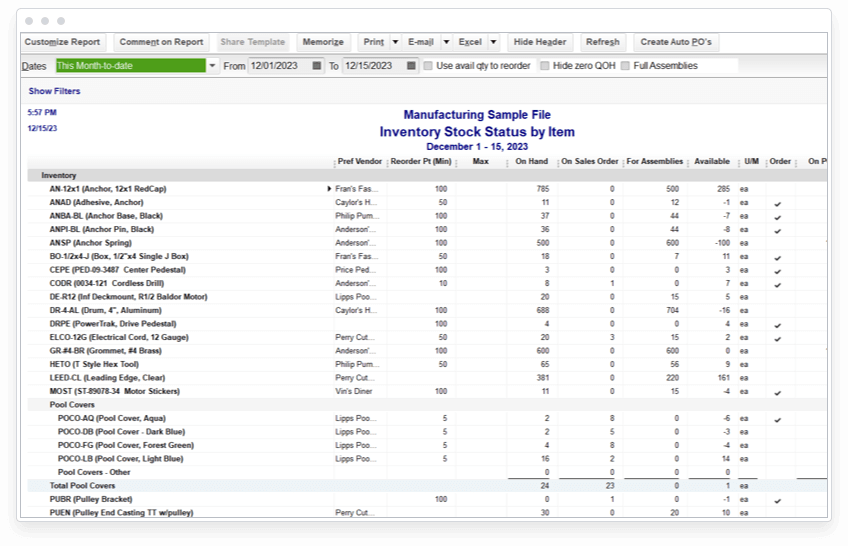 Customize Report Comment on Report Share Template Memorize Print E-mail Excel Hide Header Refresh Create Auto PO's
Dates This Month-to-date From 12/01/2023 To 12/15/2023 Use avail qty to reorder Hide zero QOH Full Assemblies
Show Filters
5:57 PM
12/15/23
Manufacturing Sample File
Inventory Stock Status by Item
December 1 - 15, 2023
Pref Vendor Reorder Pt (Min) Max On Hand On Sales Order For Assemblies Available U/M Order On P
Inventory
AN-12x1 (Anchor, 12x1 RedCap) Fran's Fas... 100 785 0 500 285 ea
ANAD (Adhesive, Anchor) Caylor's H... 50 11 0 12 -1 ea ✓
ANBA-BL (Anchor Base, Black) Philip Pum... 100 37 0 44 -7 ea ✓
ANPI-BL (Anchor Pin, Black) Anderson'... 100 36 0 44 -8 ea ✓
ANSP (Anchor Spring) Anderson'... 500 0 600 -100 ea
BO-1/2x4-J (Box, 1/2"x4 Single J Box) Fran's Fas... 50 18 0 7 11 ea ✓
CEPE (PED-09-3487 Center Pedestal) Price Ped... 100 3 0 0 3 ea ✓
CODR (0034-121 Cordless Drill) Anderson'... 10 8 1 0 7 ea ✓
DE-R12 (Inf Deckmount, R1/2 Baldor Motor) Lipps Poo... 20 0 15 5 ea
DR-4-AL (Drum, 4", Aluminum) Caylor's H... 100 688 0 704 -16 ea
DRPE (PowerTrak, Drive Pedestal) 100 4 0 0 4 ea ✓
ELCO-12G (Electrical Cord, 12 Gauge) Perry Cut... 50 20 3 15 2 ea ✓
GR-#4-BR (Grommet, #4 Brass) Anderson'... 100 600 0 600 0 ea
HETO (T Style Hex Tool) Philip Pum... 50 65 0 56 9 ea
LEED-CL (Leading Edge, Clear) Perry Cut... 381 0 220 161 ea
MOST (ST-89078-34 Motor Stickers) Vin's Diner 100 11 0 15 -4 ea ✓
Pool Covers
POCO-AQ (Pool Cover, Aqua) Lipps Poo... 5 2 8 0 -6 ea ✓
POCO-DB (Pool Cover - Dark Blue) Lipps Poo... 5 2 5 0 -3 ea
POCO-FG (Pool Cover, Forest Green) Lipps Poo... 5 4 8 0 -4 ea
POCO-LB (Pool Cover, Light Blue) Lipps Poo... 5 16 2 0 14 ea
Pool Covers - Other 0 0 0 0
Total Pool Covers 24 23 0 1 ea
PUBR (Pulley Bracket) 100 0 1 0 -1 ea ✓
PUEN (Pulley End Casting TT w/pulley) Perry Cut... 30 0 20 10 ea